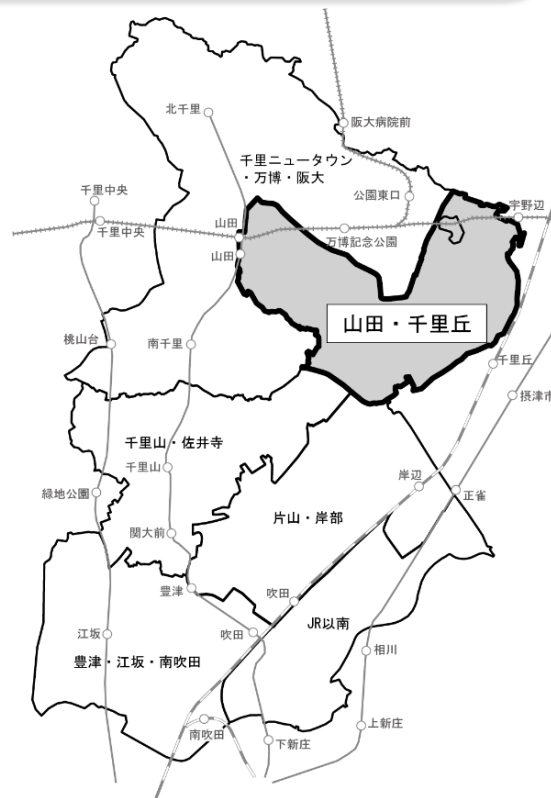 北千里
阪大病院前
千里ニュータウン
・万博・阪大
公園東口
千里中央
宇野辺
山田
千里中央
万博記念公園
山田
山田・千里丘
桃山台
南千里
千里丘
摂津市
千里山・佐井寺
千里山
岸辺
緑地公園
正雀
片山・岸部
関大前
豊津
吹田
JR以南
江坂
吹田
相川
豊津・江坂・南吹田
上新庄
南吹田
下新庄